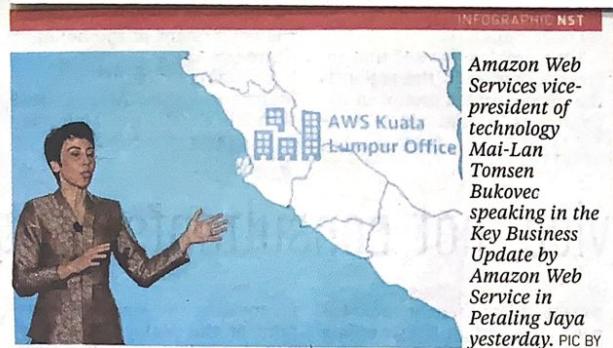 INFOGRAPHIC NST
AWS Kuala
Lumpur Office
Amazon Web
Services vice-
president of
technology
Mai-Lan
Tomsen
Bukovec
speaking in the
Key Business
Update by
Amazon Web
Service in
Petaling Jaya
yesterday. PIC BY